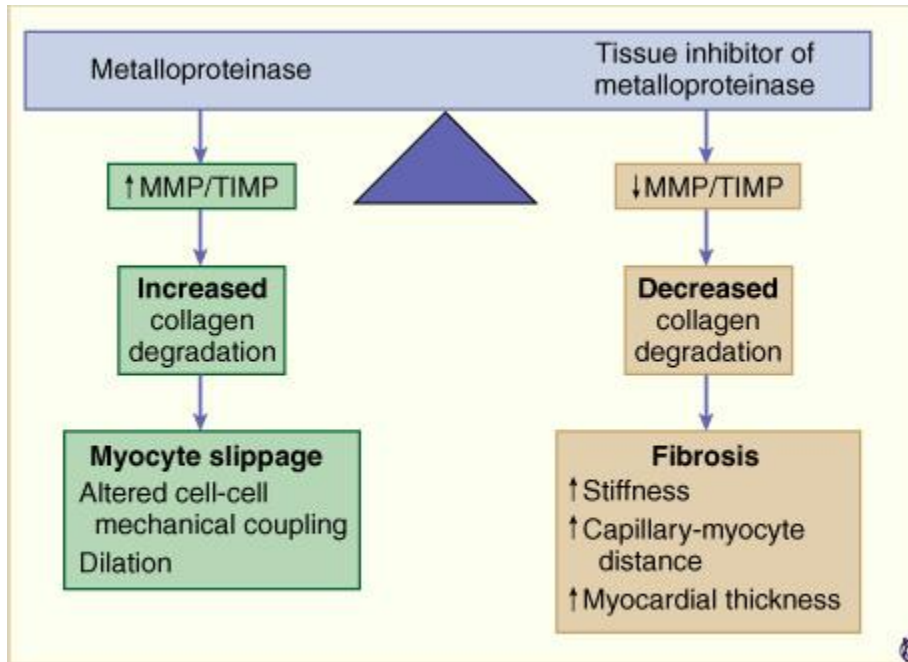 Metalloproteinase
Tissue inhibitor of
metalloproteinase
↑MMP/TIMP
↓MMP/TIMP
Increased
collagen
degradation
Decreased
collagen
degradation
Myocyte slippage
Altered cell-cell
mechanical coupling
Dilation
Fibrosis
↑Stiffness
↑Capillary-myocyte
distance
↑Myocardial thickness